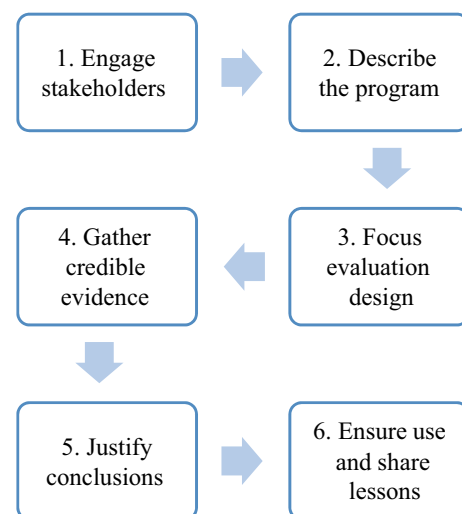 1. Engage
stakeholders
2. Describe
the program
3. Focus
evaluation
design
4. Gather
credible
evidence
5. Justify
conclusions
6. Ensure use
and share
lessons